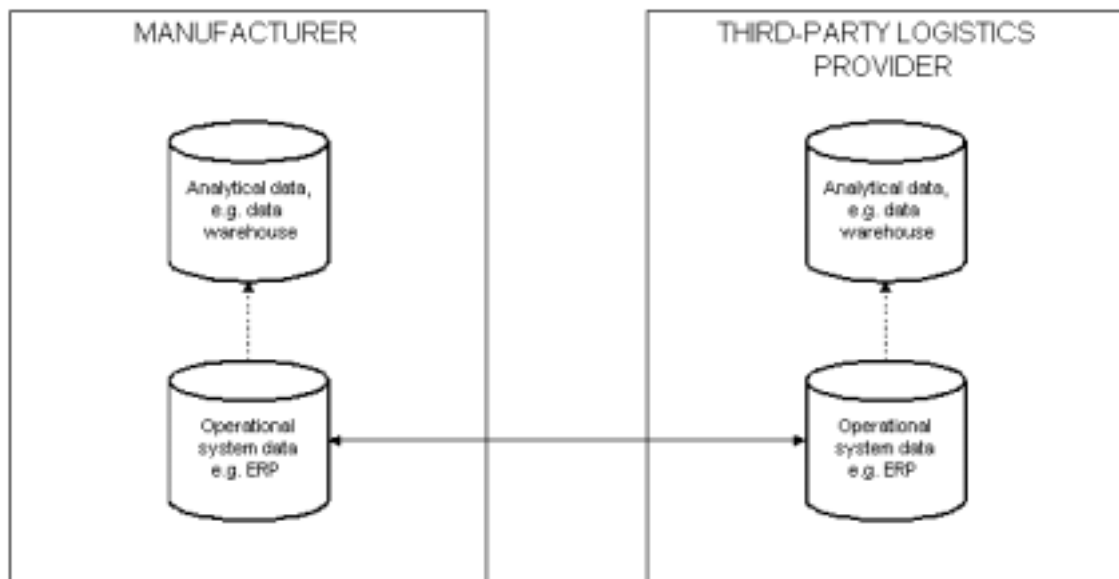 MANUFACTURER
Analytical data,
e.g. data
warehouse
Operational
system data
e.g. ERP
THIRD-PARTY LOGISTICS
PROVIDER
Analytical data,
e.g. data
warehouse
Operational
system data
e.g. ERP